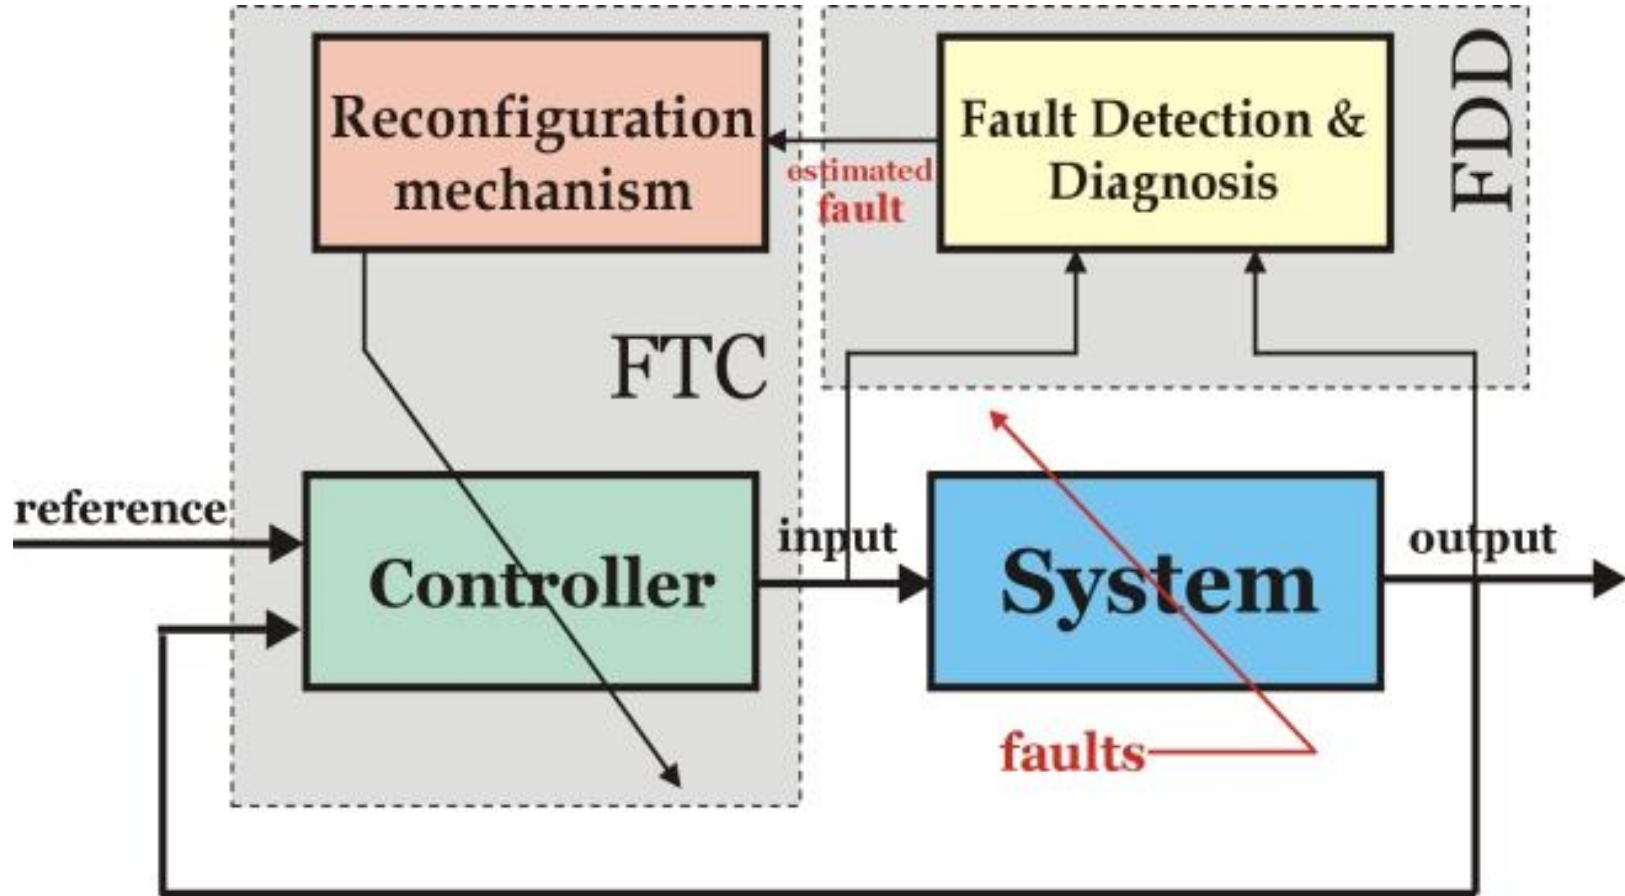 Reconfiguration
mechanism
Fault Detection &
Diagnosis
FDD
estimated
fault
FTC
reference
Controller
input
System
output
faults